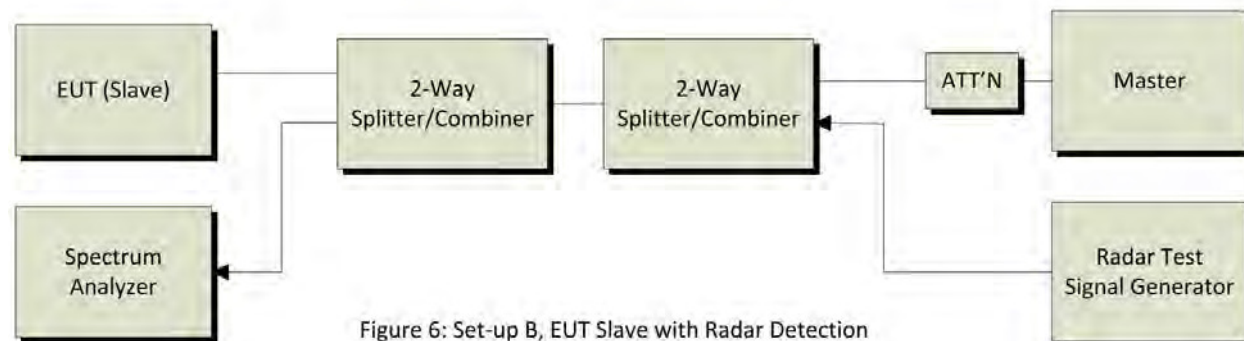 EUT (Slave)
2-Way
Splitter/Combiner
2-Way
Splitter/Combiner
ATT'N
Master
Spectrum
Analyzer
Radar Test
Signal Generator
Figure 6: Set-up B, EUT Slave with Radar Detection